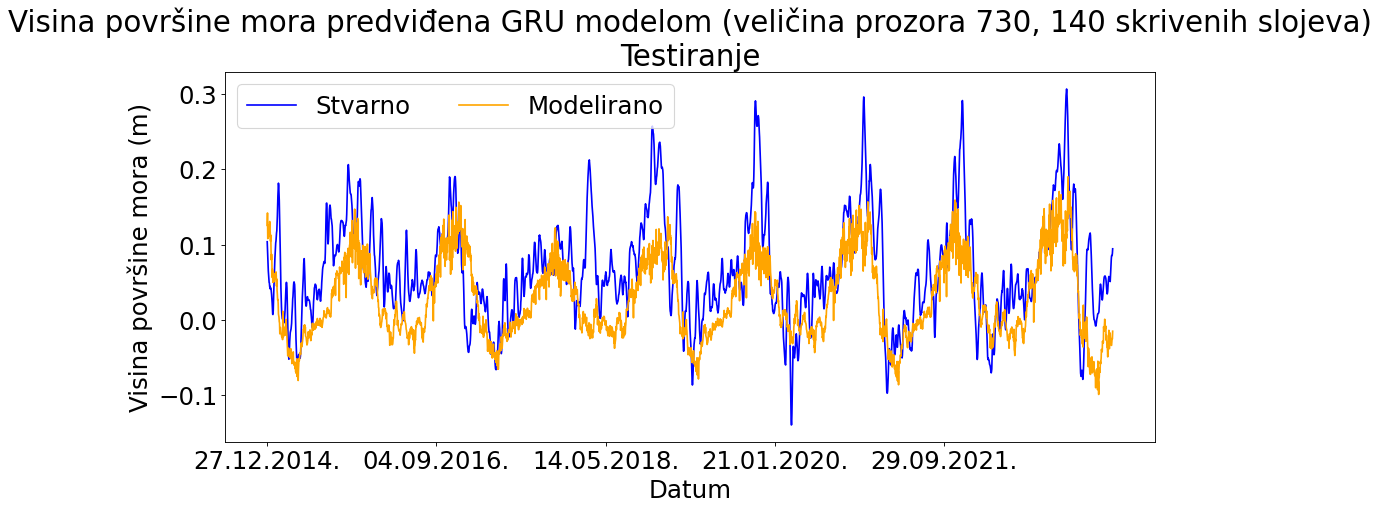 Visina površine mora predviđena GRU modelom (veličina prozora 730, 140 skrivenih slojeva)
Testiranje
Stvarno
Modelirano
Visina površine mora (m)
0.3
0.2
0.1
0.0
−0.1
27.12.2014.
04.09.2016.
14.05.2018.
21.01.2020.
29.09.2021.
Datum